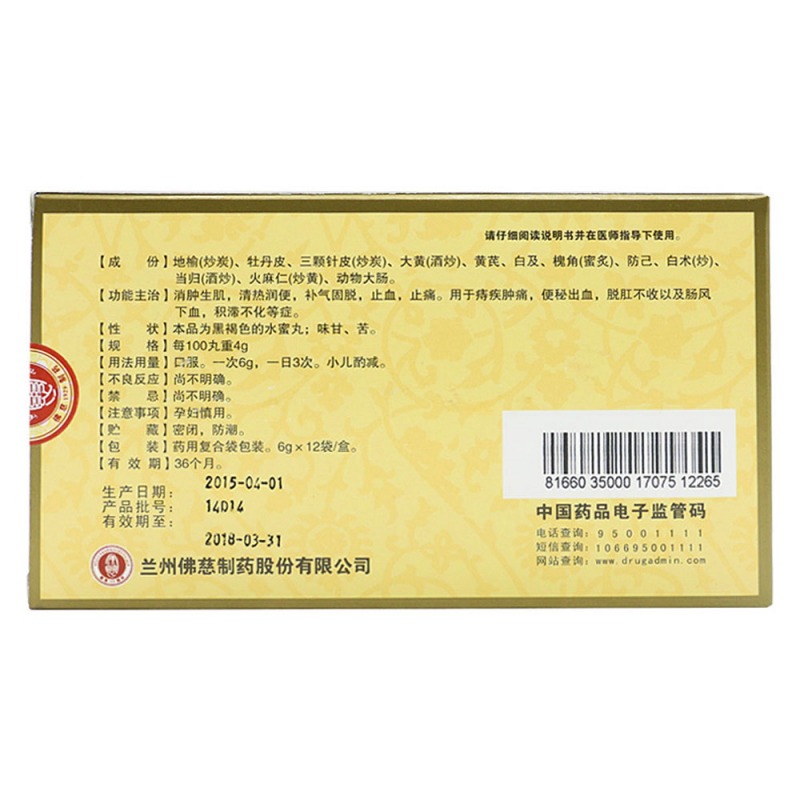 请仔细阅读说明书并在医师指导下使用。
【成　份】地榆(炒炭)、牡丹皮、三颗针皮(炒炭)、大黄(酒炒)、黄芪、白及、槐角(蜜炙)、防己、白术(炒)、
当归(酒炒)、火麻仁(炒黄)、动物大肠。
【功能主治】消肿生肌，清热润便，补气固脱，止血，止痛。用于痔疾肿痛，便秘出血，脱肛不收以及肠风
下血，积滞不化等症。
【性　状】本品为黑褐色的水蜜丸；味甘、苦。
【规　格】每100丸重4g
【用法用量】口服。一次6g，一日3次。小儿酌减。
【不良反应】尚不明确。
【禁　忌】尚不明确。
【注意事项】孕妇慎用。
【贮　藏】密闭，防潮。
【包　装】药用复合袋包装。6g×12袋/盒。
【有 效 期】36个月。
生产日期：2015-04-01
产品批号：14D14
有效期至：2018-03-31
兰州佛慈制药股份有限公司
81660 35000 17075 12265
中国药品电子监管码
电话查询：95001111
短信查询：106695001111
网站查询：www.drugadmin.com